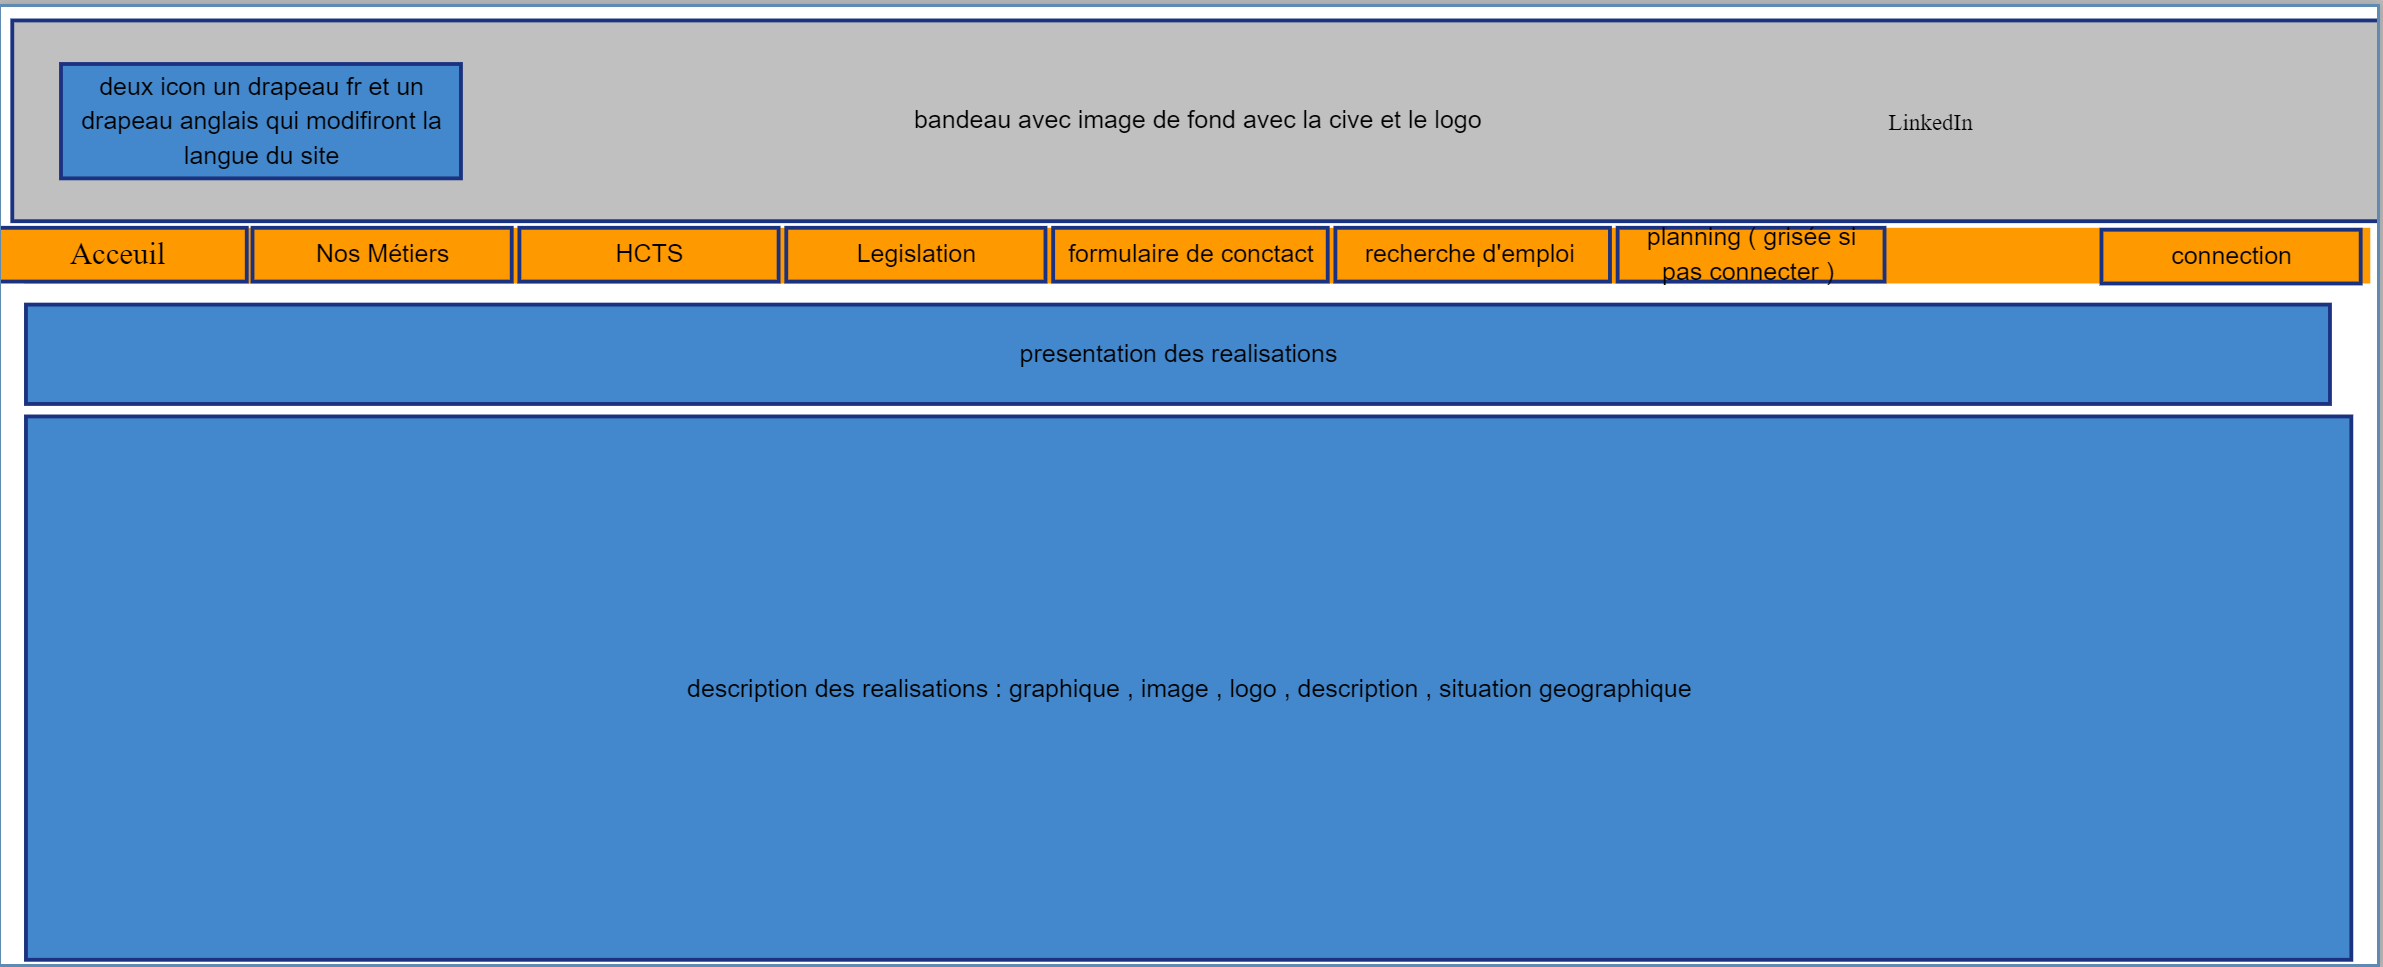 deux icon un drapeau fr et un
drapeau anglais qui modifiront la
langue du site
bandeau avec image de fond avec la cive et le logo
LinkedIn
Acceuil
Nos Métiers
HCTS
Legislation
formulaire de conctact
recherche d'emploi
planning ( grisée si
pas connecter )
connection
presentation des realisations
description des realisations : graphique , image , logo , description , situation geographique